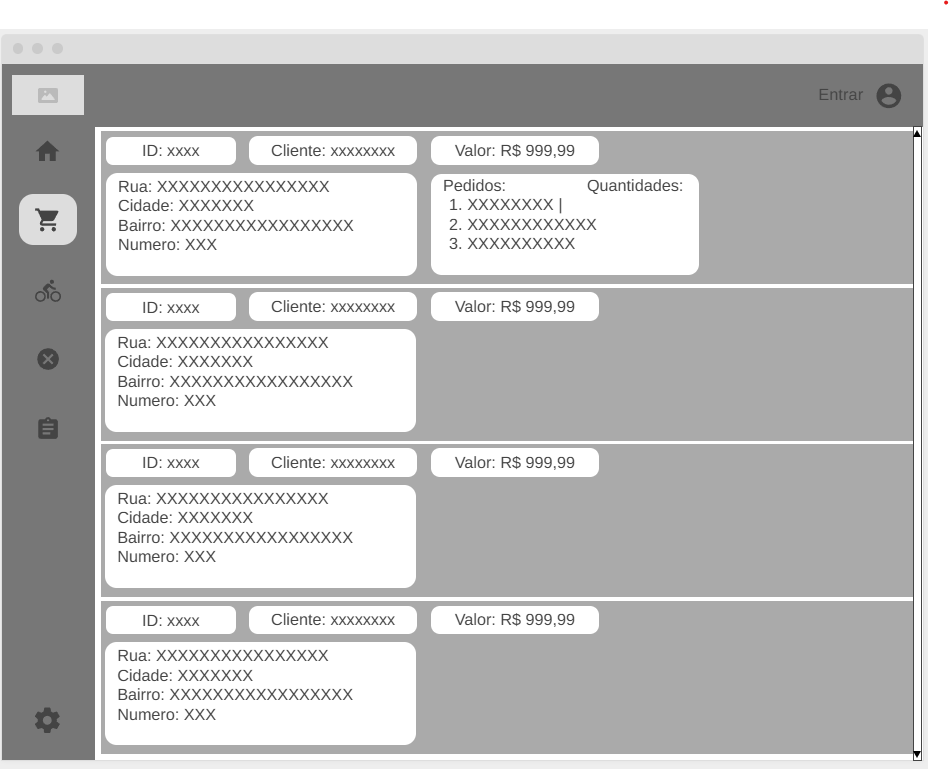 Entrar
ID: xxxx
Cliente: xxxxxxxx
Valor: R$ 999,99
Rua: XXXXXXXXXXXXXXXX
Cidade: XXXXXXX
Bairro: XXXXXXXXXXXXXXXXX
Numero: XXX
Pedidos: Quantidades:
1. XXXXXXXX |
2. XXXXXXXXXXXX
3. XXXXXXXXXX
ID: xxxx
Cliente: xxxxxxxx
Valor: R$ 999,99
Rua: XXXXXXXXXXXXXXXX
Cidade: XXXXXXX
Bairro: XXXXXXXXXXXXXXXXX
Numero: XXX
ID: xxxx
Cliente: xxxxxxxx
Valor: R$ 999,99
Rua: XXXXXXXXXXXXXXXX
Cidade: XXXXXXX
Bairro: XXXXXXXXXXXXXXXXX
Numero: XXX
ID: xxxx
Cliente: xxxxxxxx
Valor: R$ 999,99
Rua: XXXXXXXXXXXXXXXX
Cidade: XXXXXXX
Bairro: XXXXXXXXXXXXXXXXX
Numero: XXX